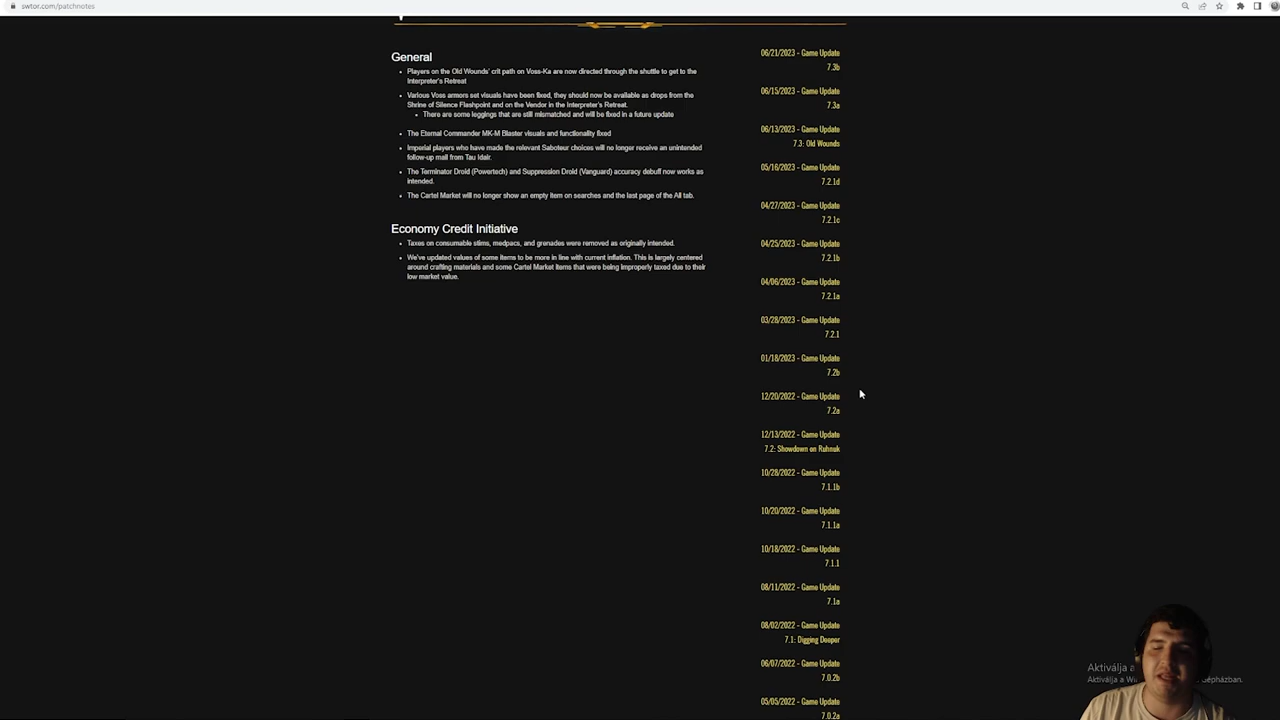 swtor.com/patchnotes
General
Players on the Old Wounds' crit path on Voss-Ka are now directed through the shuttle to get to the
Interpreter's Retreat
Various Voss armors set visuals have been fixed, they should now be available as drops from the
Shrine of Silence Flashpoint and on the Vendor in the Interpreter's Retreat.
There are some leggings that are still mismatched and will be fixed in a future update
The Eternal Commander MK-M Blaster visuals and functionality fixed
Imperial players who have made the relevant Saboteur choices will no longer receive an unintended
follow-up mail from Tau Idair.
The Terminator Droid (Powertech) and Suppression Droid (Vanguard) accuracy debuff now works as
intended.
The Cartel Market will no longer show an empty item on searches and the last page of the All tab.
Economy Credit Initiative
Taxes on consumable stims, medpacs, and grenades were removed as originally intended.
We've updated values of some items to be more in line with current inflation. This is largely centered
around crafting materials and some Cartel Market items that were being improperly taxed due to their
low market value.
06/21/2023 - Game Update
7.3b
06/15/2023 - Game Update
7.3a
06/13/2023 - Game Update
7.3: Old Wounds
05/16/2023 - Game Update
7.2.1d
04/27/2023 - Game Update
7.2.1c
04/25/2023 - Game Update
7.2.1b
04/06/2023 - Game Update
7.2.1a
03/28/2023 - Game Update
7.2.1
01/18/2023 - Game Update
7.2b
12/20/2022 - Game Update
7.2a
12/13/2022 - Game Update
7.2: Showdown on Ruhnuk
10/28/2022 - Game Update
7.1.1b
10/20/2022 - Game Update
7.1.1a
10/18/2022 - Game Update
7.1.1
08/11/2022 - Game Update
7.1a
08/02/2022 - Game Update
7.1: Digging Deeper
06/07/2022 - Game Update
7.0.2b
05/05/2022 - Game Update
7.0.2a
Aktiválja a
Aktiválja a